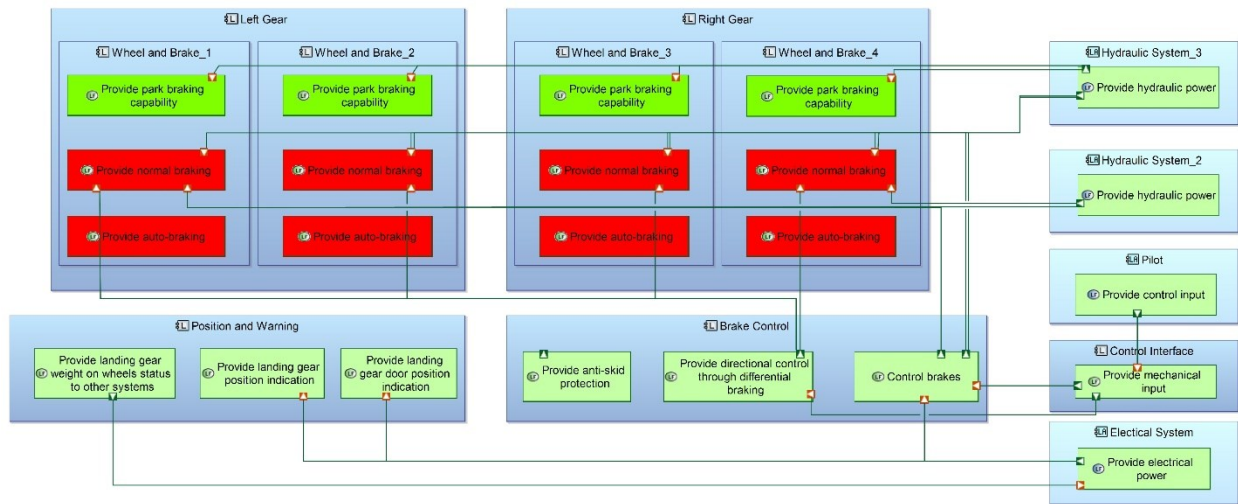 Left Gear
Right Gear
Wheel and Brake_1
Wheel and Brake_2
Wheel and Brake_3
Wheel and Brake_4
Hydraulic System_3
Provide park braking
capability
Provide park braking
capability
Provide park braking
capability
Provide park braking
capability
Provide hydraulic power
Provide normal braking
Provide normal braking
Provide normal braking
Provide normal braking
Hydraulic System_2
Provide hydraulic power
Provide auto-braking
Provide auto-braking
Provide auto-braking
Provide auto-braking
Pilot
Provide control input
Position and Warning
Provide landing gear
weight on wheels status
to other systems
Provide landing gear
position indication
Provide landing
gear door position
indication
Brake Control
Provide anti-skid
protection
Provide directional control
through differential
braking
Control brakes
Control Interface
Provide mechanical
input
Electical System
Provide electrical
power